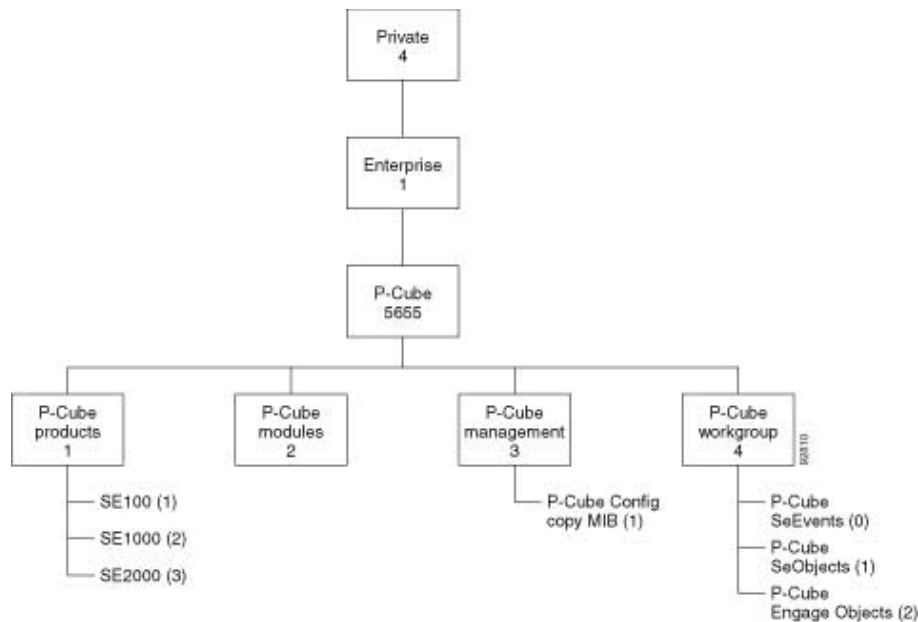 Private
4
Enterprise
1
P-Cube
5655
P-Cube
products
1
P-Cube
modules
2
P-Cube
management
3
P-Cube
workgroup
4
92810
SE100 (1)
SE1000 (2)
SE2000 (3)
P-Cube Config
copy MIB (1)
P-Cube
SeEvents (0)
P-Cube
SeObjects (1)
P-Cube
Engage Objects (2)